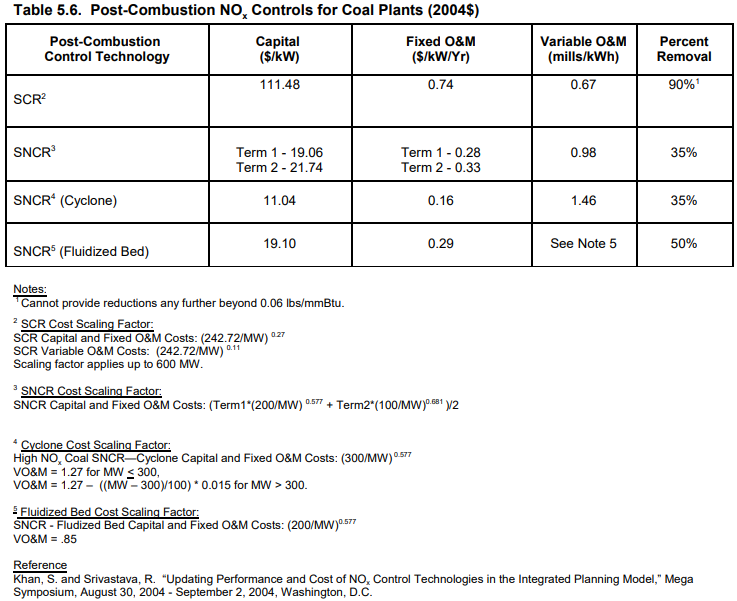 Table 5.6.  Post-Combustion NOx Controls for Coal Plants (2004$)
Post-Combustion Control Technology	Capital ($/kW)	Fixed O&M ($/kW/Yr)	Variable O&M (mills/kWh)	Percent Removal
SCR2	111.48	0.74	0.67	90%1
SNCR3	Term 1 - 19.06 Term 2 - 21.74	Term 1 - 0.28 Term 2 - 0.33	0.98	35%
SNCR4 (Cyclone)	11.04	0.16	1.46	35%
SNCR5 (Fluidized Bed)	19.10	0.29	See Note 5	50%
Notes:
1 Cannot provide reductions any further beyond 0.06 lbs/mmBtu.
2 SCR Cost Scaling Factor:
SCR Capital and Fixed O&M Costs: (242.72/MW) 0.27
SCR Variable O&M Costs:  (242.72/MW) 0.11
Scaling factor applies up to 600 MW.
3 SNCR Cost Scaling Factor:
SNCR Capital and Fixed O&M Costs: (Term1*(200/MW) 0.577 + Term2*(100/MW)0.681 )/2
4 Cyclone Cost Scaling Factor:
High NOx Coal SNCR—Cyclone Capital and Fixed O&M Costs: (300/MW) 0.577
VO&M = 1.27 for MW ≤ 300,
VO&M = 1.27 – ((MW – 300)/100) * 0.015 for MW > 300.
5 Fluidized Bed Cost Scaling Factor:
SNCR - Fludized Bed Capital and Fixed O&M Costs: (200/MW)0.577
VO&M = .85
Reference
Khan, S. and Srivastava, R.  “Updating Performance and Cost of NOx Control Technologies in the Integrated Planning Model,” Mega
Symposium, August 30, 2004 - September 2, 2004, Washington, D.C.